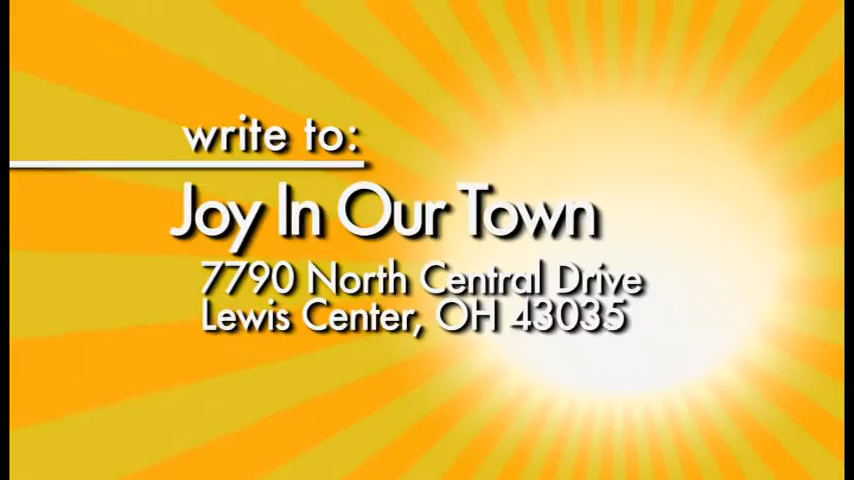 write to:
Joy In Our Town
7790 North Central Drive
Lewis Center, OH 43035